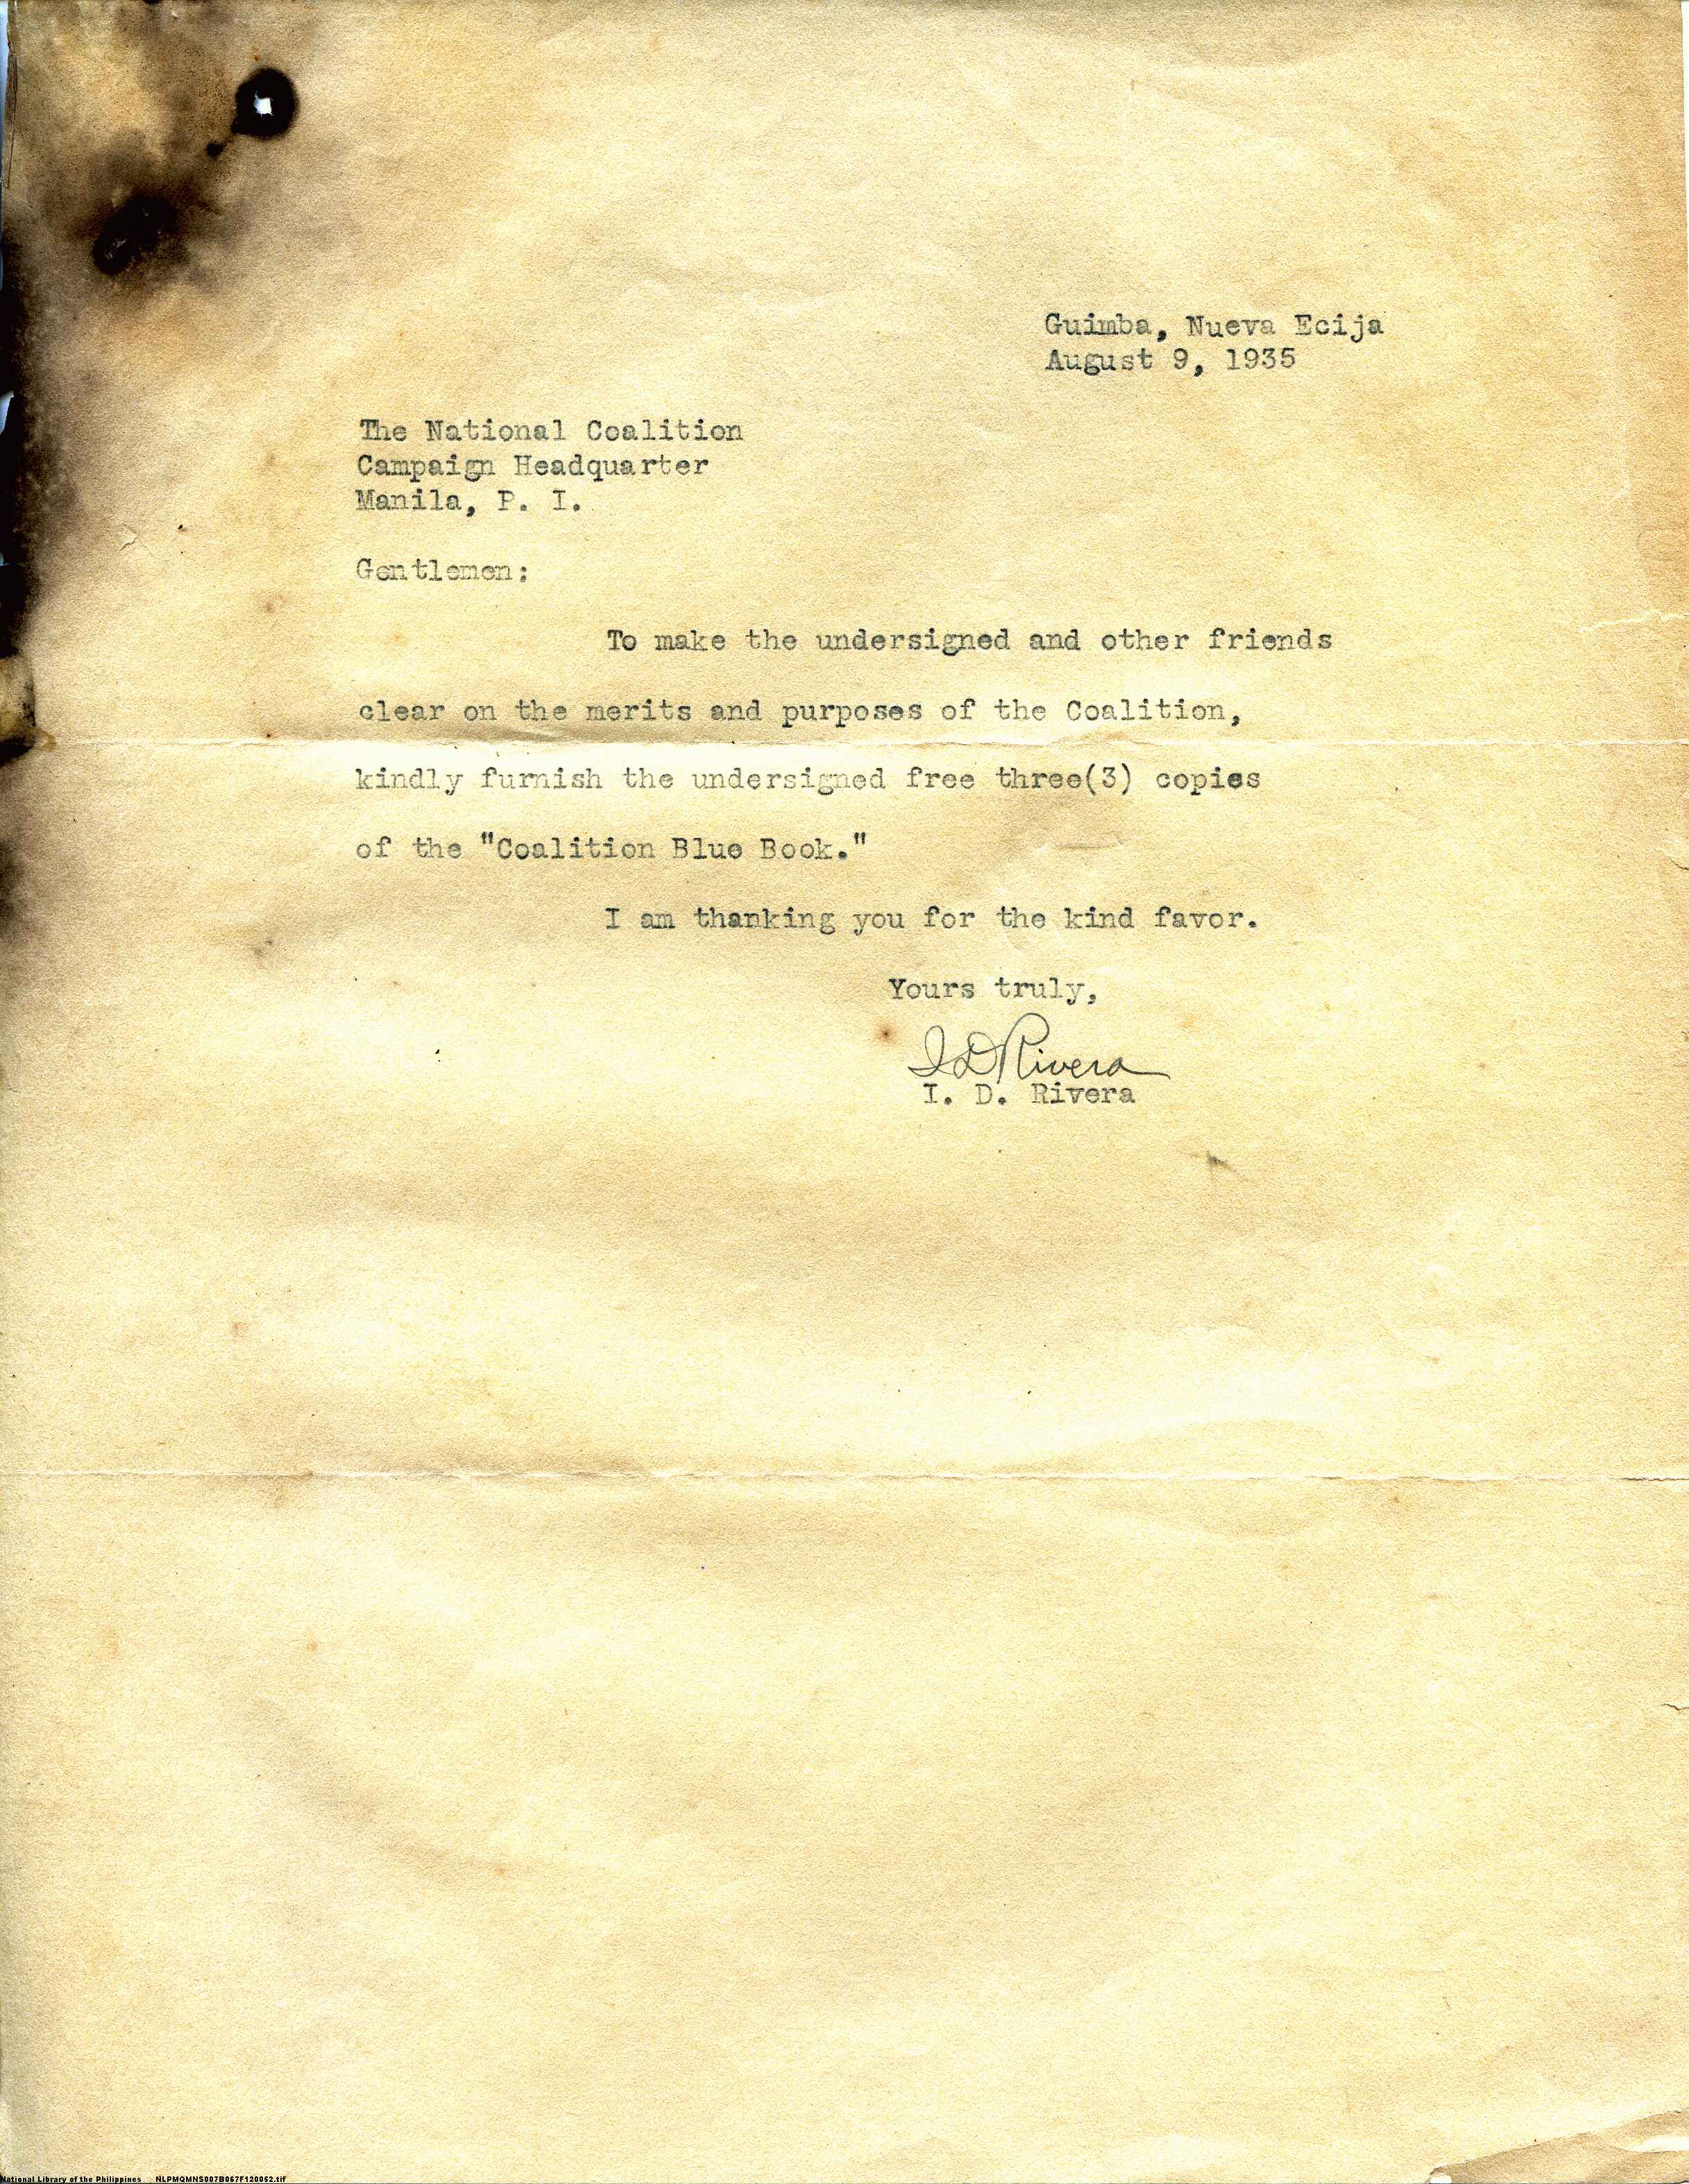 Guimba, Nueva Ecija
August 9, 1935
The National Coalition
Campaign Headquarter
Manila, P. I.
Gentlemen:
To make the undersigned and other friends
clear on the merits and purposes of the Coalition,
kindly furnish the undersigned free three(3) copies
of the "Coalition Blue Book."
I am thanking you for the kind favor.
Yours truly,
I D Rivera
I. D. Rivera
National Library of the Philippines NLPMQMNS007B067F120052.tif